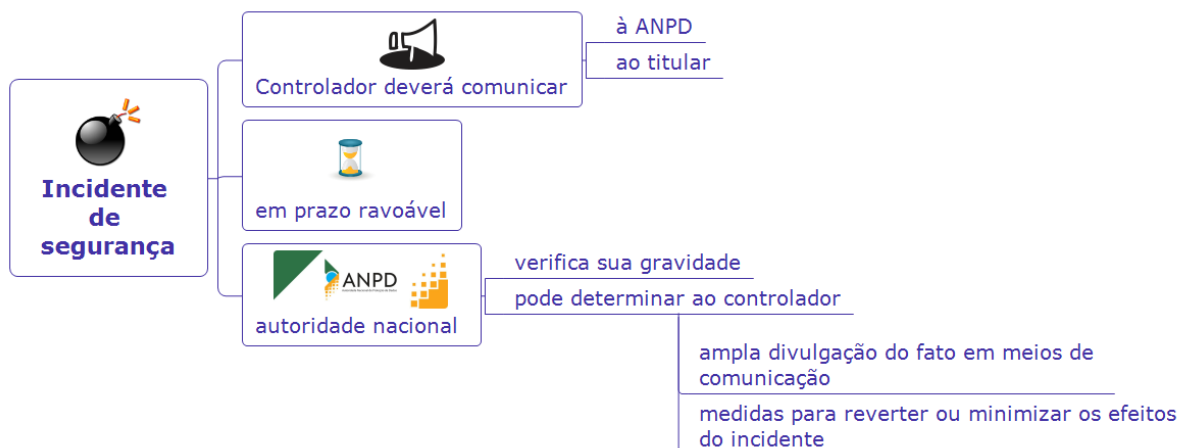 Incidente
de
segurança
Controlador deverá comunicar
à ANPD
ao titular
em prazo ravoável
ANPD
autoridade nacional
verifica sua gravidade
pode determinar ao controlador
ampla divulgação do fato em meios de
comunicação
medidas para reverter ou minimizar os efeitos
do incidente